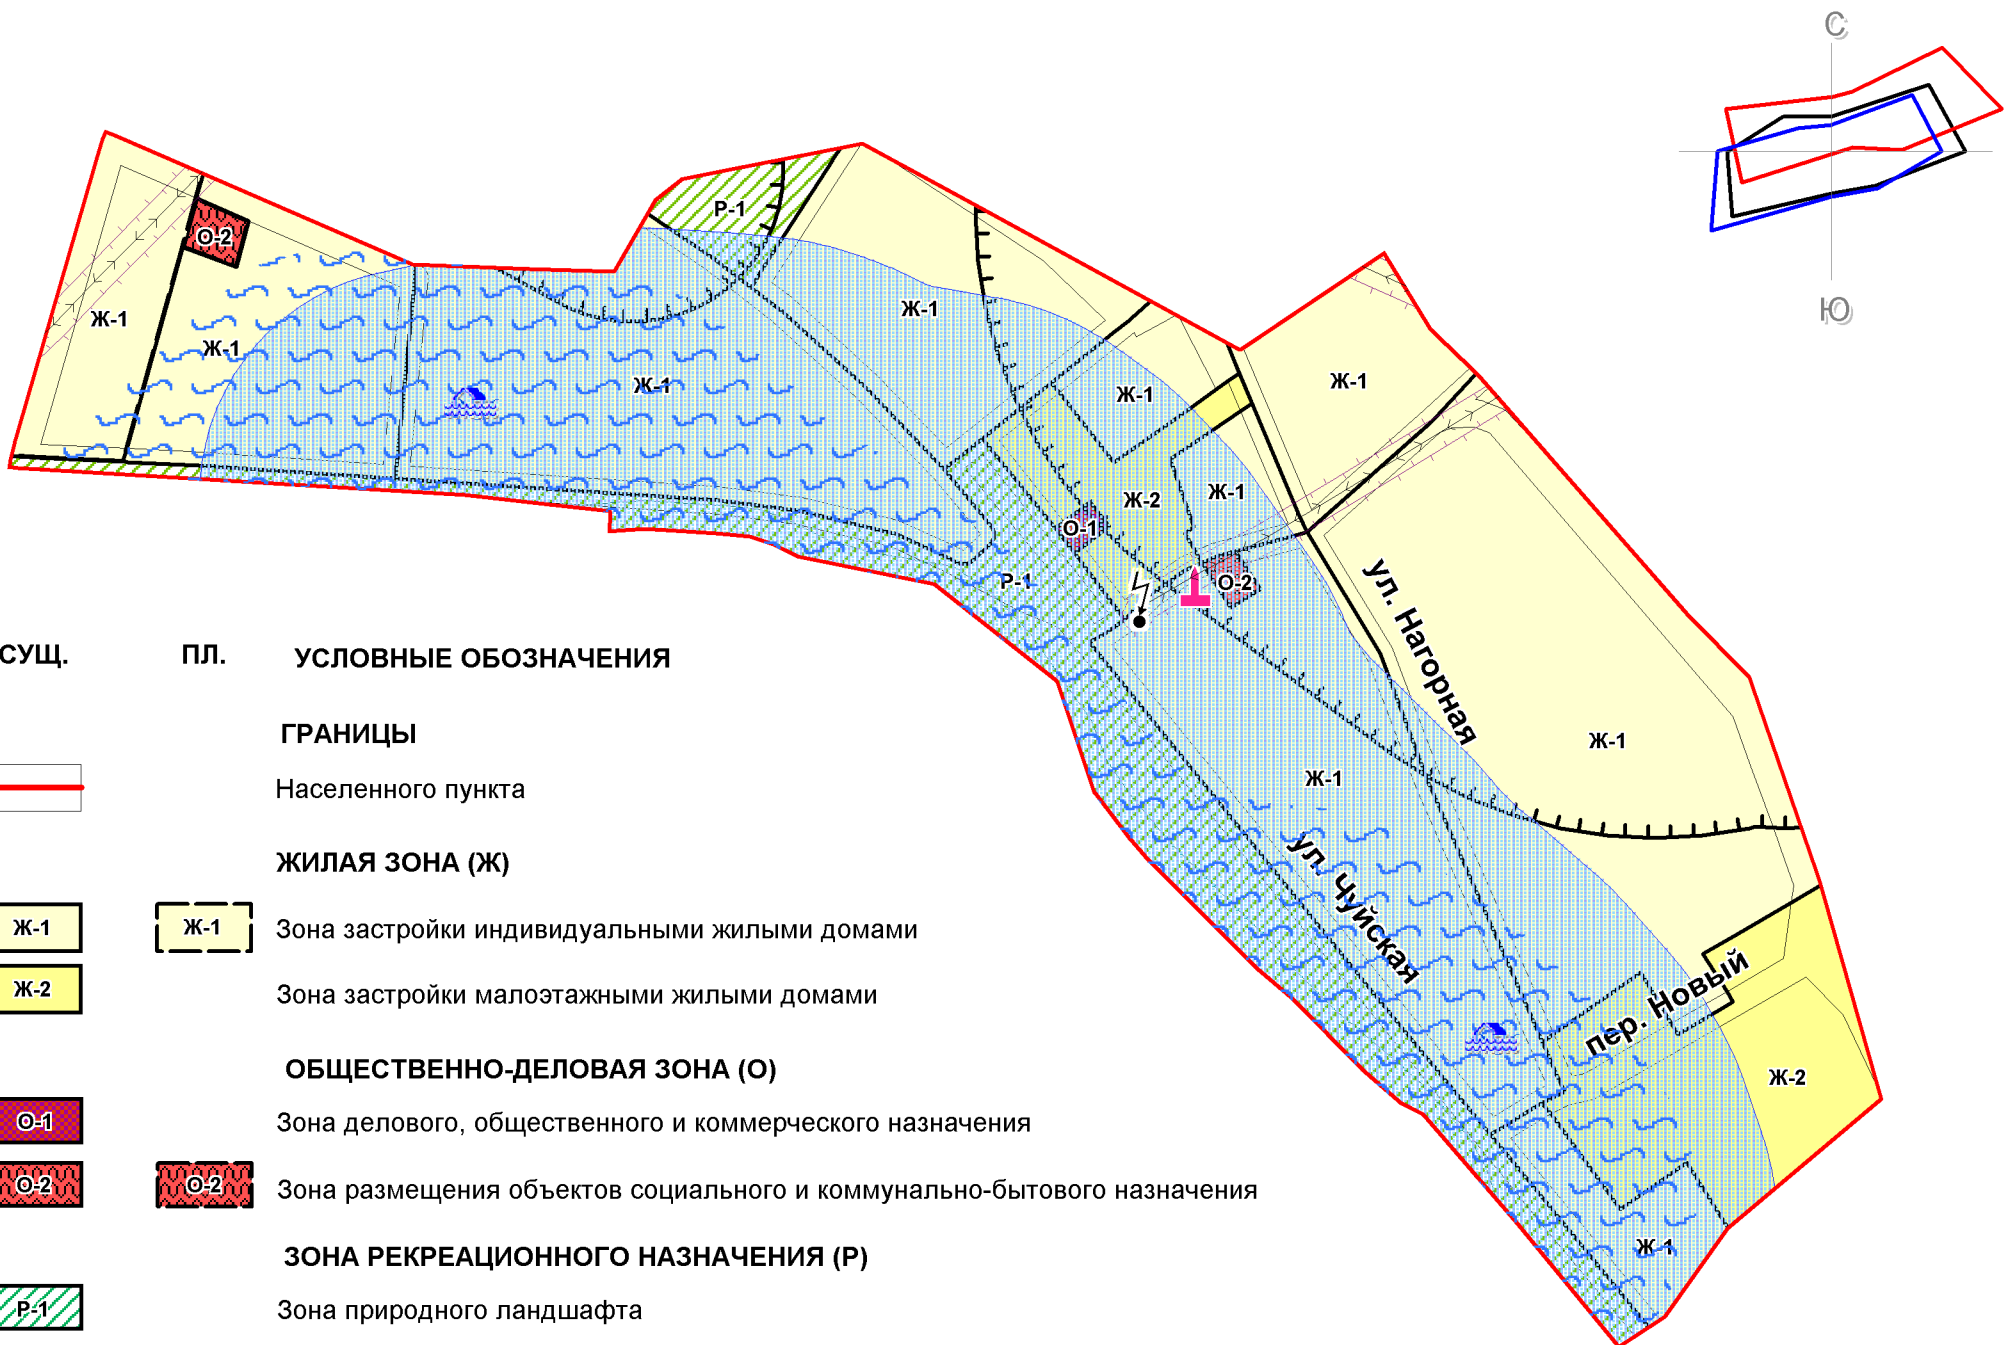 С
Ю
Р-1
О-2
Ж-1
Ж-1
Ж-1
Ж-1
Ж-1
Ж-1
Ж-1
Ж-2
О-1
О-2
Р-1
ул. Нагорная
Ж-1
Ж-1
ул. Чуйская
пер. Новый
Ж-2
Ж-1
СУЩ. ПЛ. УСЛОВНЫЕ ОБОЗНАЧЕНИЯ
ГРАНИЦЫ
Населенного пункта
ЖИЛАЯ ЗОНА (Ж)
Ж-1 Ж-1 Зона застройки индивидуальными жилыми домами
Ж-2 Зона застройки малоэтажными жилыми домами
ОБЩЕСТВЕННО-ДЕЛОВАЯ ЗОНА (О)
О-1 Зона делового, общественного и коммерческого назначения
О-2 О-2 Зона размещения объектов социального и коммунально-бытового назначения
ЗОНА РЕКРЕАЦИОННОГО НАЗНАЧЕНИЯ (Р)
Р-1 Зона природного ландшафта